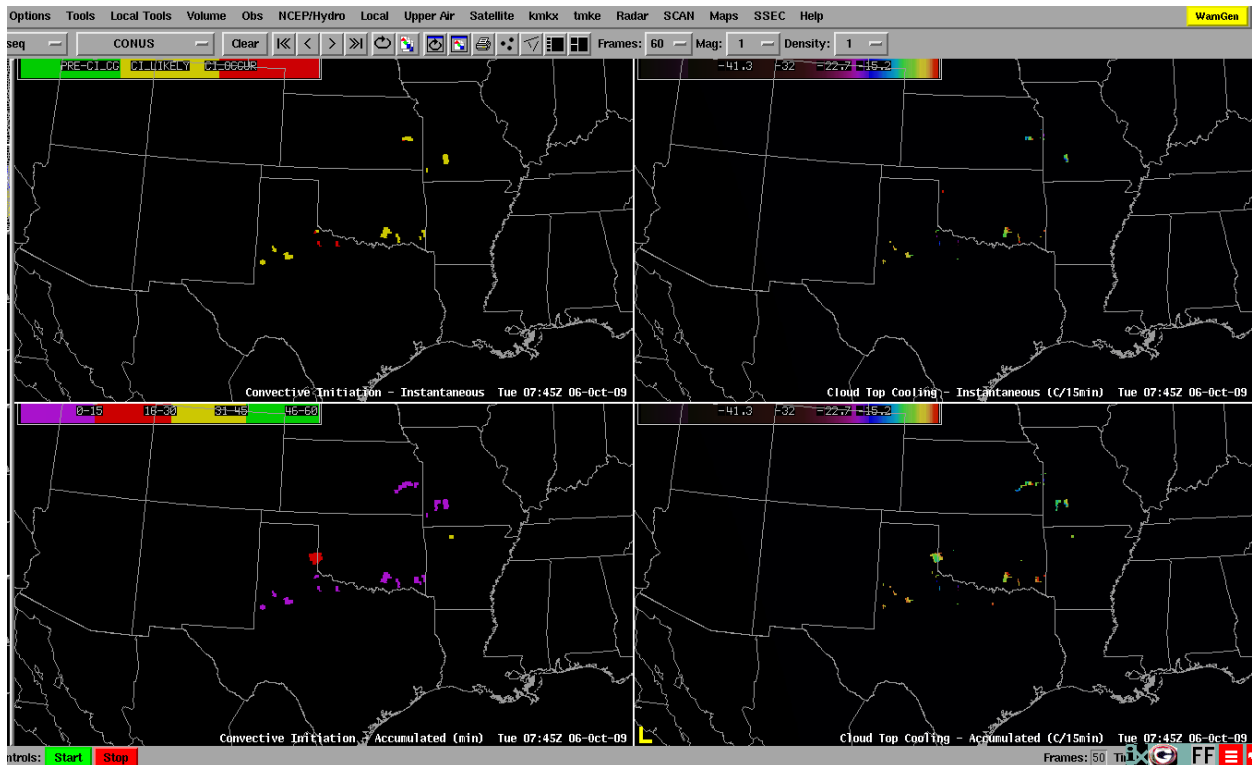 Options Tools Local Tools Volume Obs NCEP/Hydro Local Upper Air Satellite kmkx tmke Radar SCAN Maps SSEC Help WarnGen
seq CONUS Clear Frames: 60 Mag: 1 Density: 1
PRE-CI_CG CI_LIKELY CI_OCCUR
-41.3 -32 -22.7 -15.2
Convective Initiation - Instantaneous Tue 07:45Z 06-Oct-09
Cloud Top Cooling - Instantaneous (C/15min) Tue 07:45Z 06-Oct-09
0-15 16-30 31-45 46-60
-41.3 -32 -22.7 -15.2
Convective Initiation - Accumulated (min) Tue 07:45Z 06-Oct-09
L
Cloud Top Cooling - Accumulated (C/15min) Tue 07:45Z 06-Oct-09
ntrols: Start Stop Frames: 50 FF